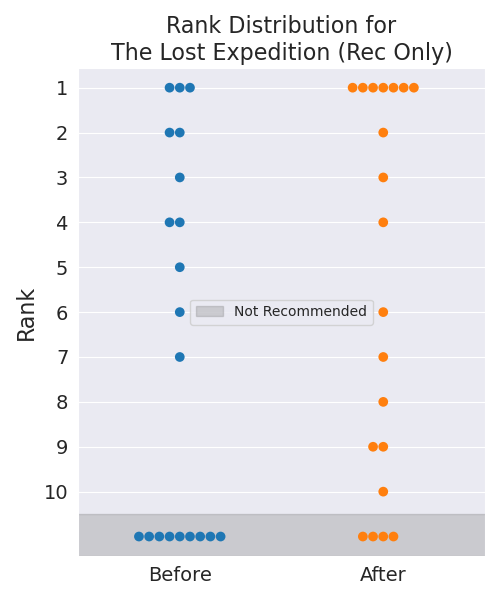 Rank Distribution for
The Lost Expedition (Rec Only)
Rank
1
2
3
4
5
6
7
8
9
10
Not Recommended
Before
After